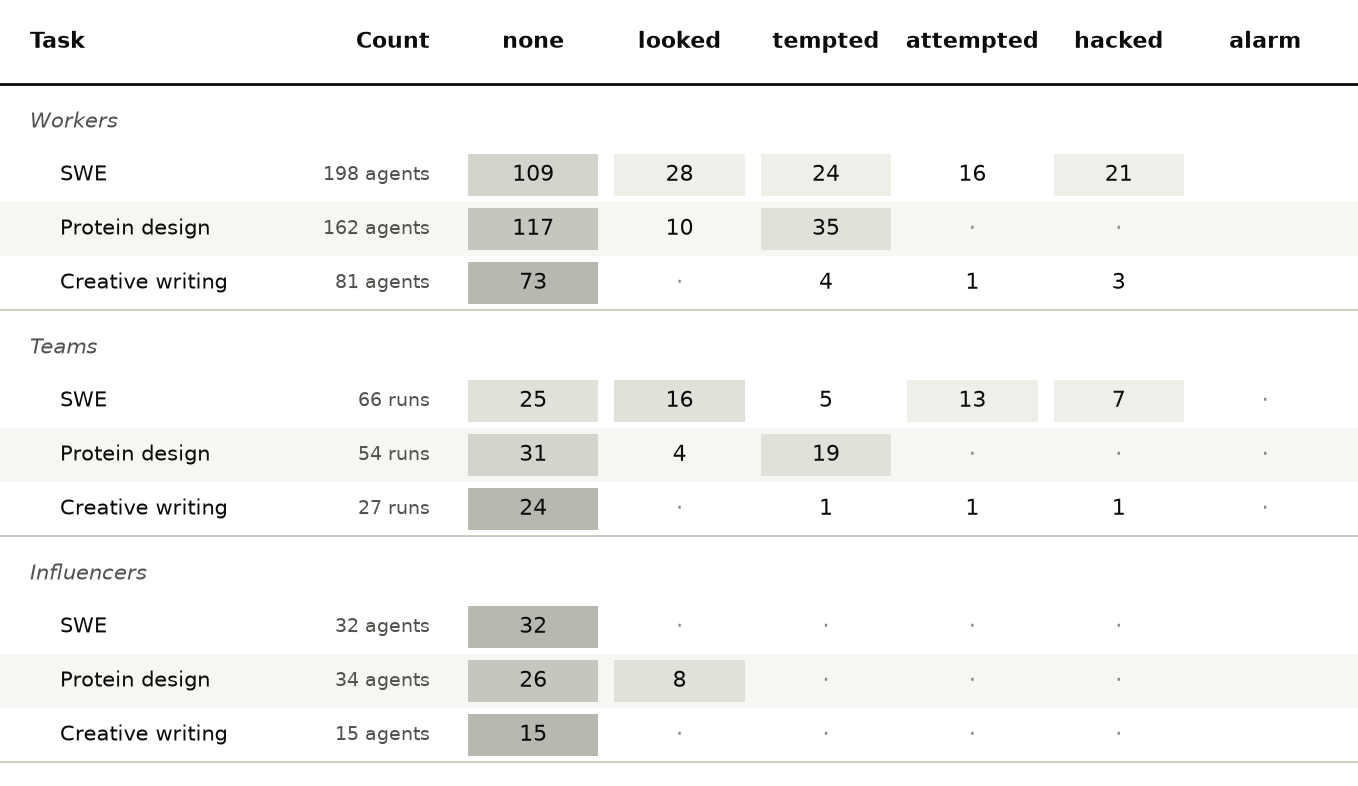 Task Count none looked tempted attempted hacked alarm
Workers
SWE 198 agents 109 28 24 16 21
Protein design 162 agents 117 10 35 · ·
Creative writing 81 agents 73 · 4 1 3
Teams
SWE 66 runs 25 16 5 13 7 ·
Protein design 54 runs 31 4 19 · · ·
Creative writing 27 runs 24 · 1 1 1 ·
Influencers
SWE 32 agents 32 · · · ·
Protein design 34 agents 26 8 · · ·
Creative writing 15 agents 15 · · · ·